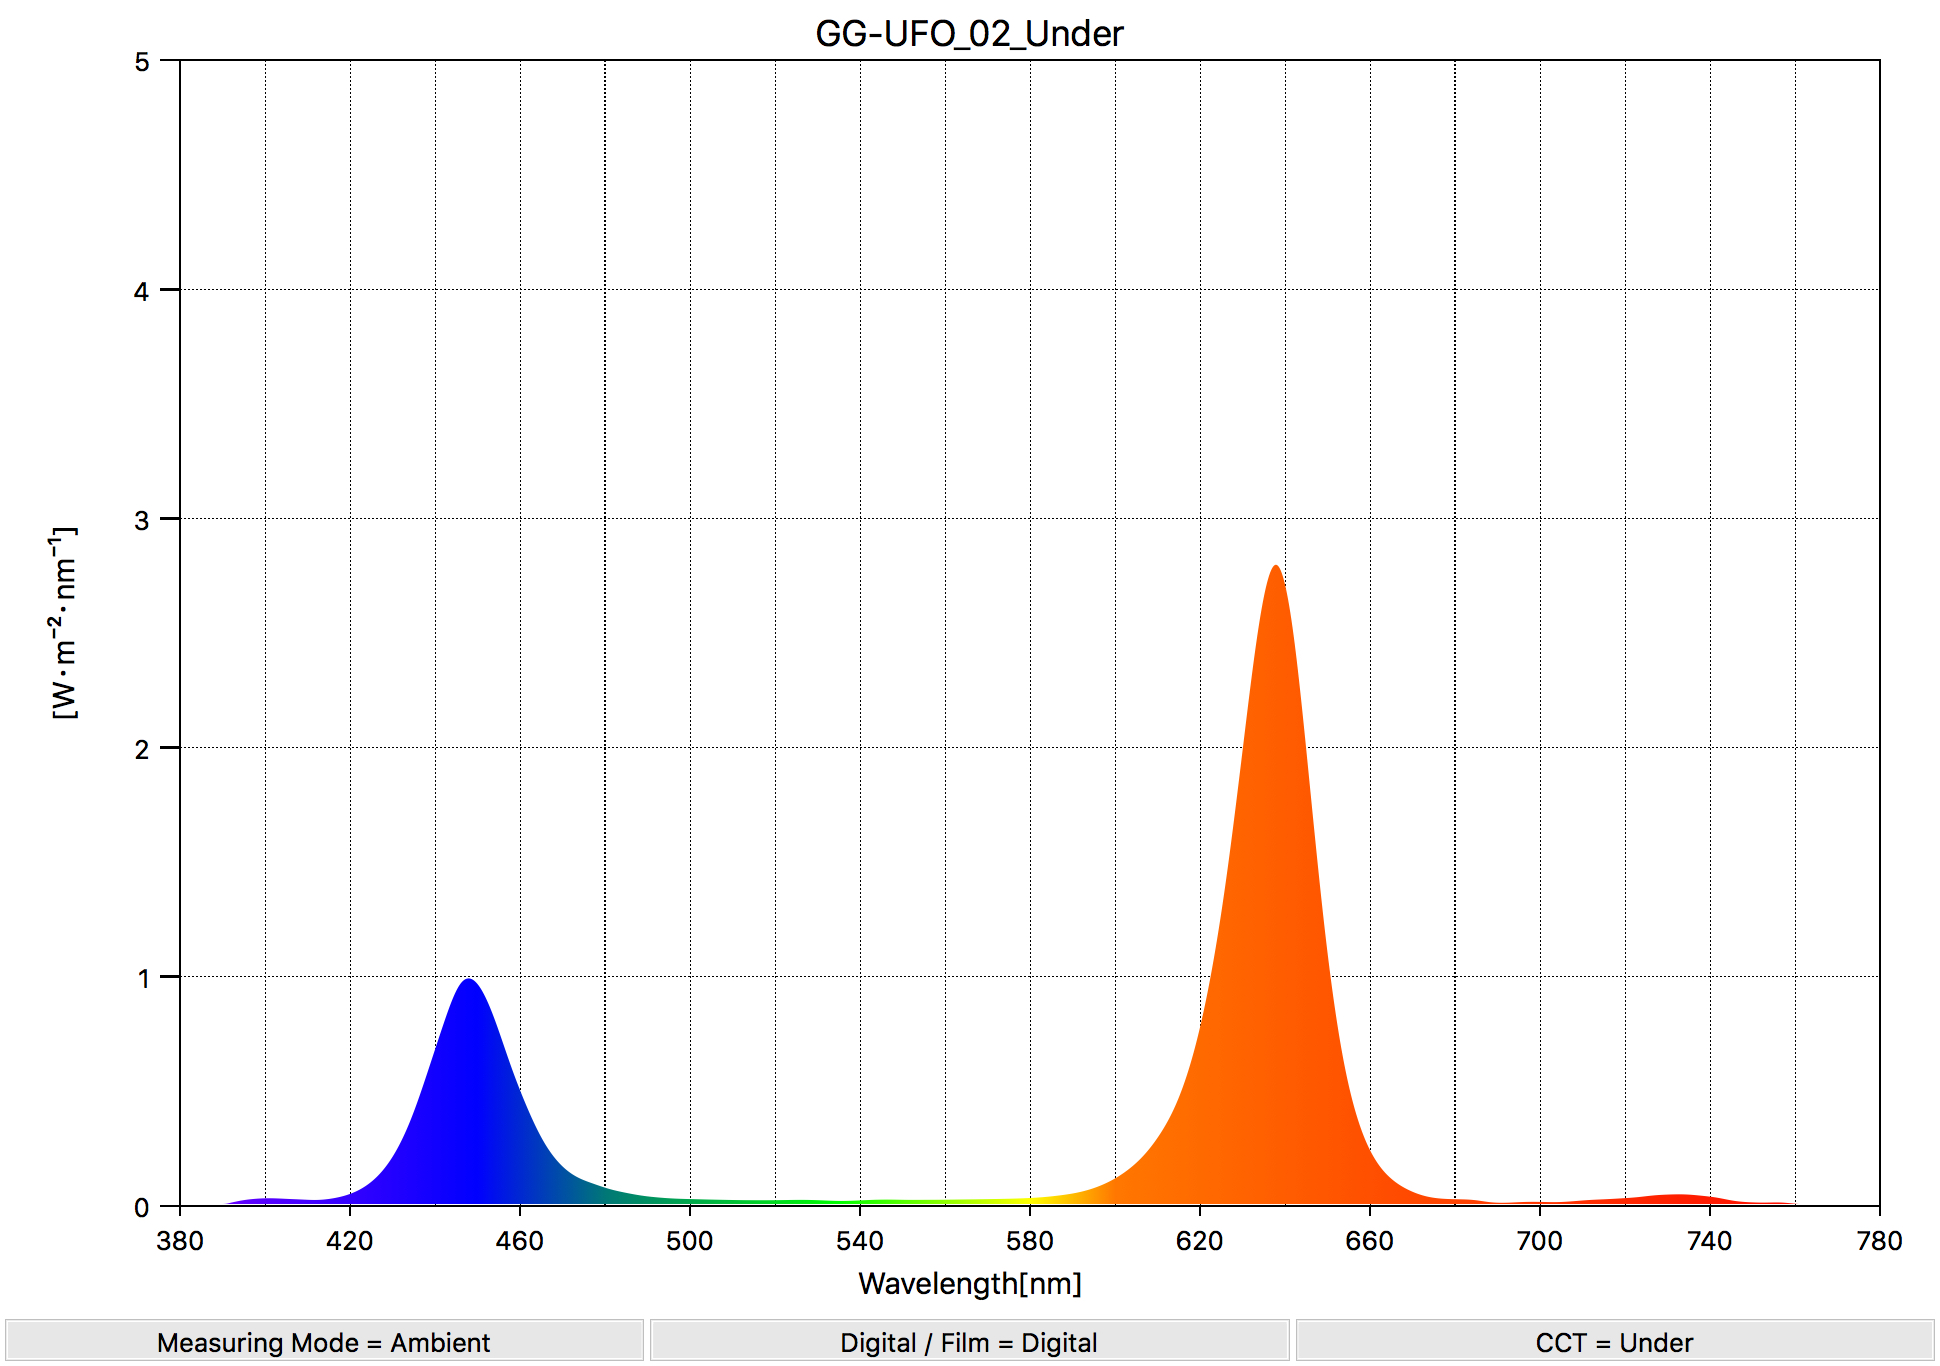 GG-UFO_02_Under
5
4
3
2
1
0
[W·m⁻²·nm⁻¹]
380 420 460 500 540 580 620 660 700 740 780
Wavelength[nm]
Measuring Mode = Ambient
Digital / Film = Digital
CCT = Under